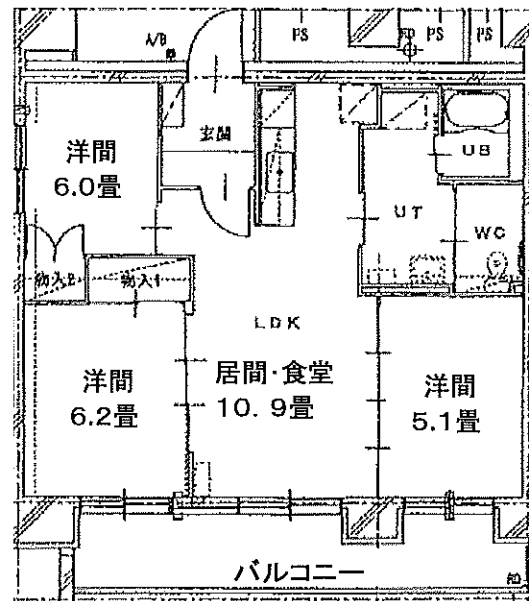 A/B
PS
PS
PS
玄関
洋間
6.0畳
UB
UT
WC
物入2
物入1
LDK
居間·食堂
10.9畳
洋間
6.2畳
洋間
5.1畳
バルコニー